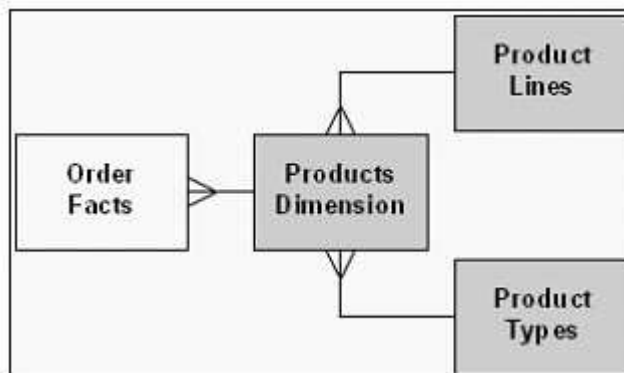 Product
Lines
Order
Facts
Products
Dimension
Product
Types